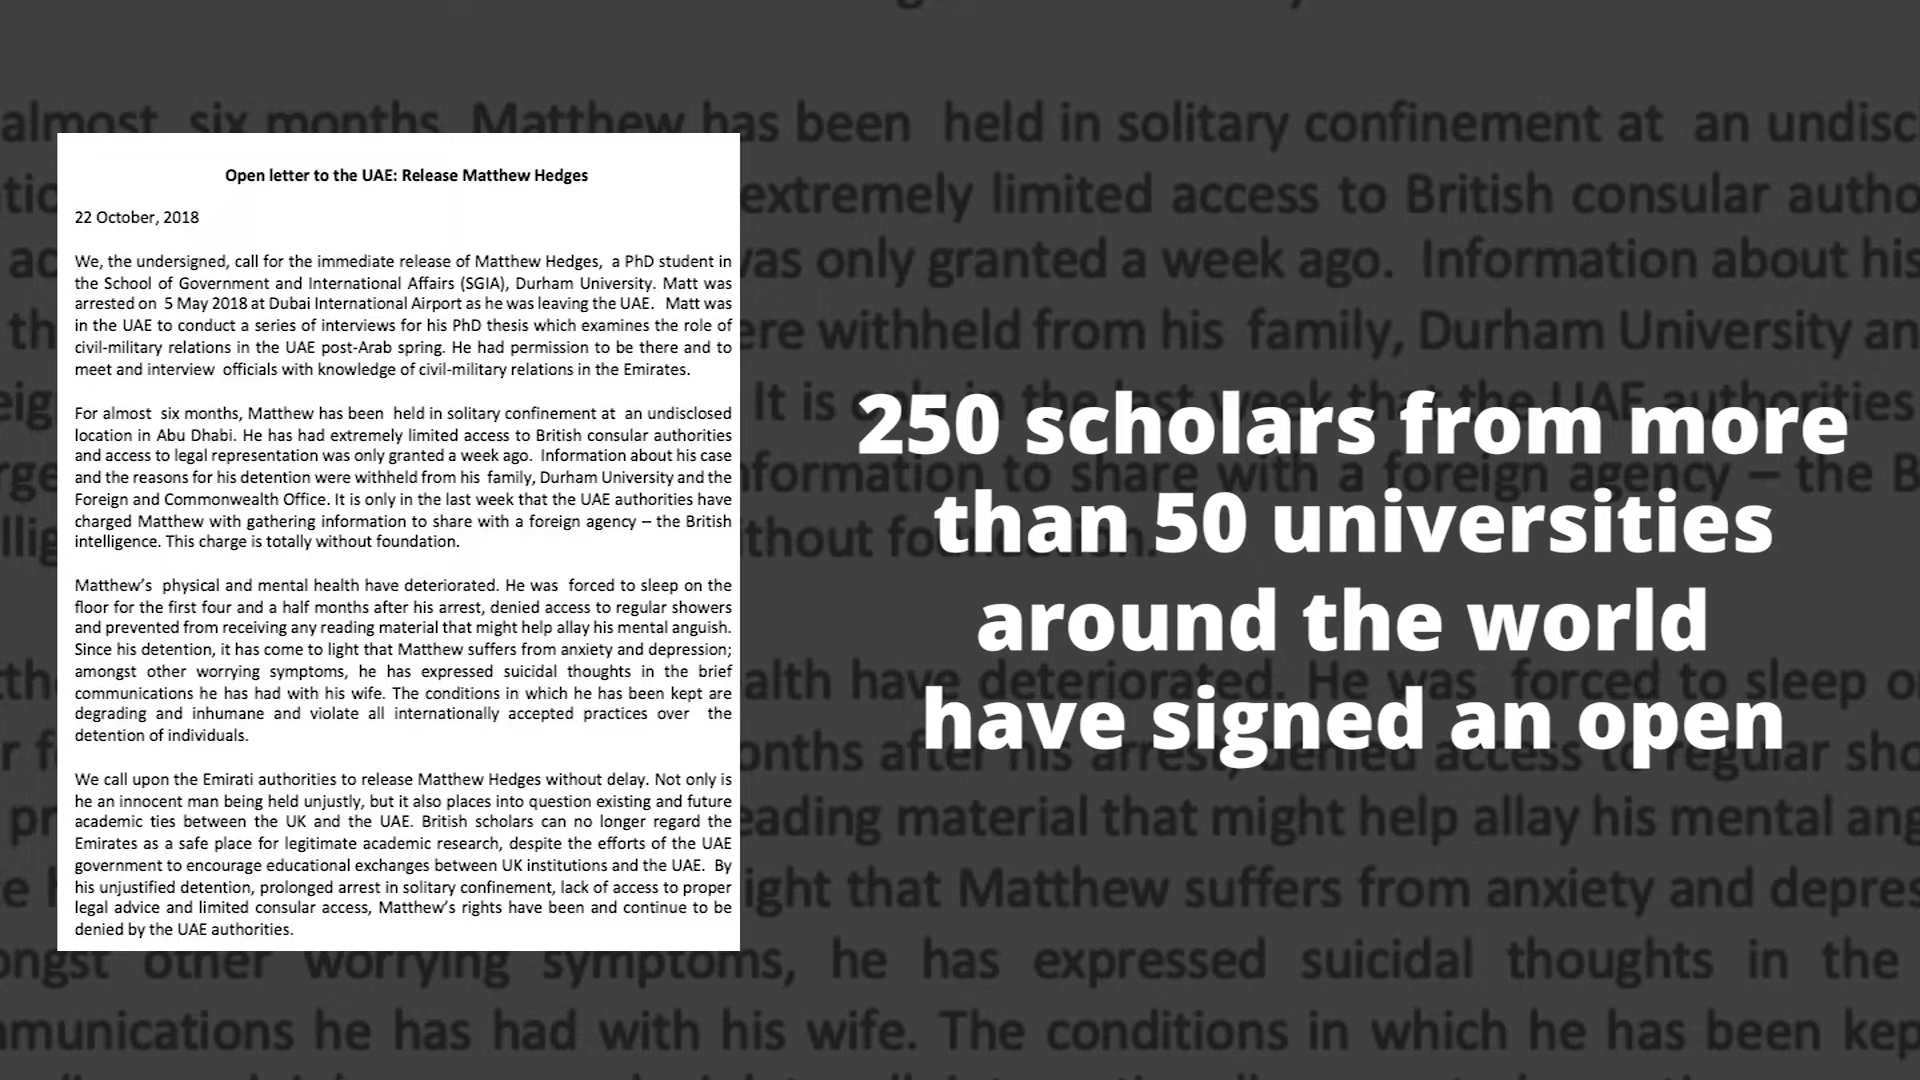 Open letter to the UAE: Release Matthew Hedges
22 October, 2018
We, the undersigned, call for the immediate release of Matthew Hedges, a PhD student in
the School of Government and International Affairs (SGIA), Durham University. Matt was
arrested on 5 May 2018 at Dubai International Airport as he was leaving the UAE. Matt was
in the UAE to conduct a series of interviews for his PhD thesis which examines the role of
civil-military relations in the UAE post-Arab spring. He had permission to be there and to
meet and interview officials with knowledge of civil-military relations in the Emirates.
For almost six months, Matthew has been held in solitary confinement at an undisclosed
location in Abu Dhabi. He has had extremely limited access to British consular authorities
and access to legal representation was only granted a week ago. Information about his case
and the reasons for his detention were withheld from his family, Durham University and the
Foreign and Commonwealth Office. It is only in the last week that the UAE authorities have
charged Matthew with gathering information to share with a foreign agency – the British
intelligence. This charge is totally without foundation.
Matthew’s physical and mental health have deteriorated. He was forced to sleep on the
floor for the first four and a half months after his arrest, denied access to regular showers
and prevented from receiving any reading material that might help allay his mental anguish.
Since his detention, it has come to light that Matthew suffers from anxiety and depression;
amongst other worrying symptoms, he has expressed suicidal thoughts in the brief
communications he has had with his wife. The conditions in which he has been kept are
degrading and inhumane and violate all internationally accepted practices over the
detention of individuals.
We call upon the Emirati authorities to release Matthew Hedges without delay. Not only is
he an innocent man being held unjustly, but it also places into question existing and future
academic ties between the UK and the UAE. British scholars can no longer regard the
Emirates as a safe place for legitimate academic research, despite the efforts of the UAE
government to encourage educational exchanges between UK institutions and the UAE. By
his unjustified detention, prolonged arrest in solitary confinement, lack of access to proper
legal advice and limited consular access, Matthew’s rights have been and continue to be
denied by the UAE authorities.
250 scholars from more
than 50 universities
around the world
have signed an open